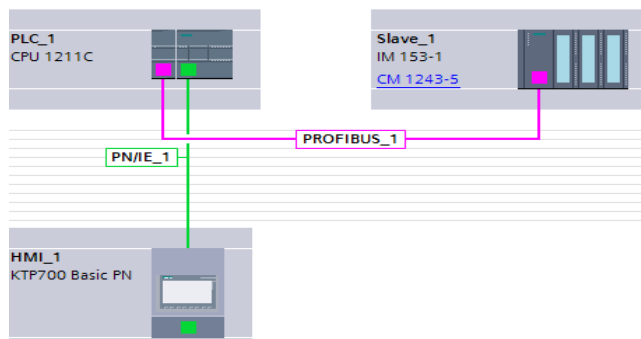 PLC_1
CPU 1211C
Slave_1
IM 153-1
CM 1243-5
PROFIBUS_1
PN/IE_1
HMI_1
KTP700 Basic PN